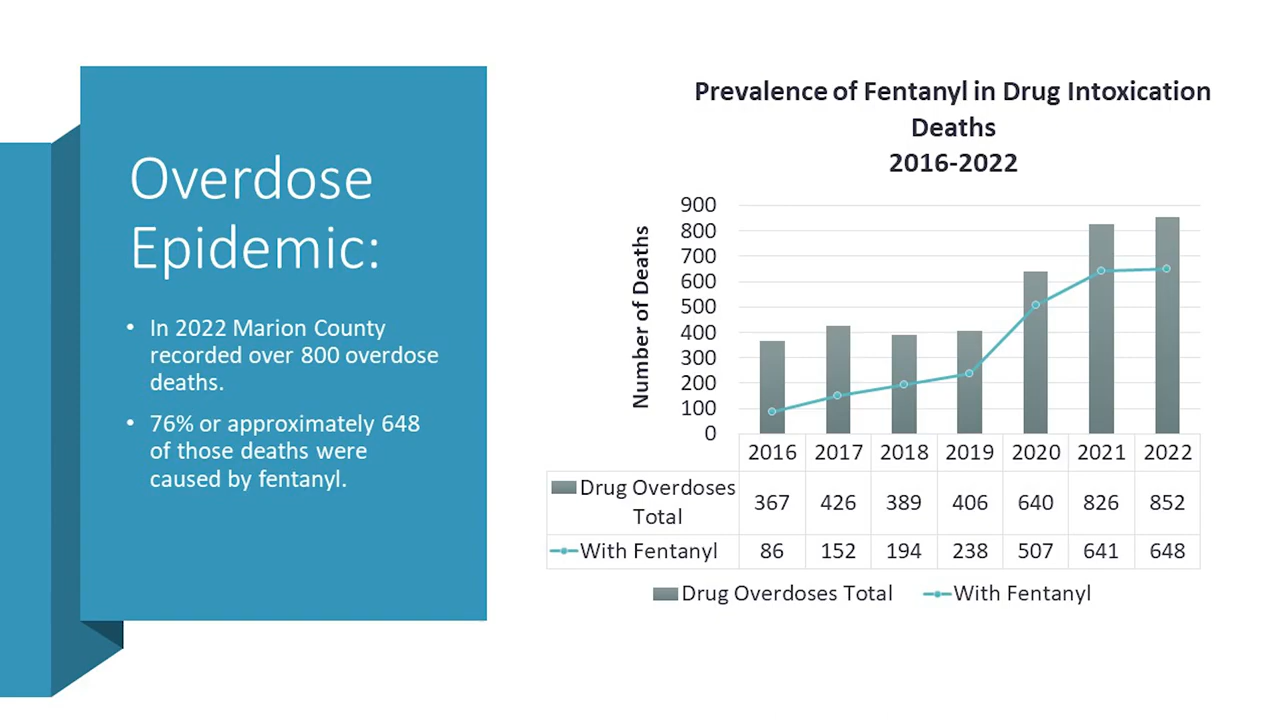 Overdose
Epidemic:
• In 2022 Marion County
recorded over 800 overdose
deaths.
• 76% or approximately 648
of those deaths were
caused by fentanyl.
Prevalence of Fentanyl in Drug Intoxication
Deaths
2016-2022
Number of Deaths
900
800
700
600
500
400
300
200
100
0
2016 2017 2018 2019 2020 2021 2022
Drug Overdoses
Total
367 426 389 406 640 826 852
With Fentanyl 86 152 194 238 507 641 648
Drug Overdoses Total With Fentanyl